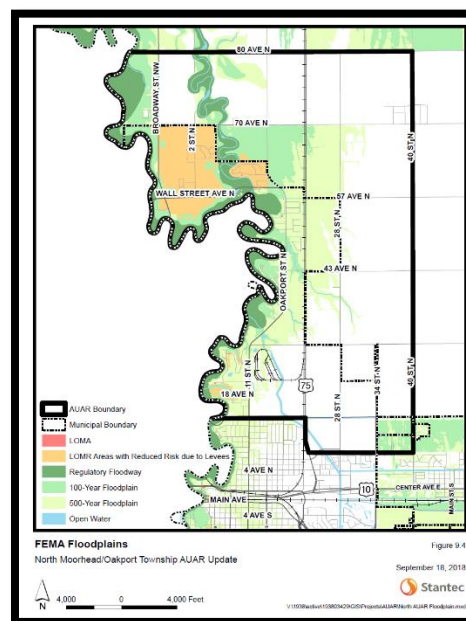 80 AVE N
BROADWAY ST NW
70 AVE N
2 ST N
40 ST N
WALL STREET AVE N
57 AVE N
28 ST N
OAKPORT ST N
43 AVE N
11 ST N
75
34 ST N
40 ST N
18 AVE N
28 ST N
4 AVE N
MAIN AVE
10
CENTER AVE E
4 AVE S
MAIN ST S
AUAR Boundary
Municipal Boundary
LOMA
LOMR Areas with Reduced Risk due to Levees
Regulatory Floodway
100-Year Floodplain
500-Year Floodplain
Open Water
FEMA Floodplains
Figure 9.4
North Moorhead/Oakport Township AUAR Update
September 18, 2018
Stantec
N
4,000 0 4,000 Feet